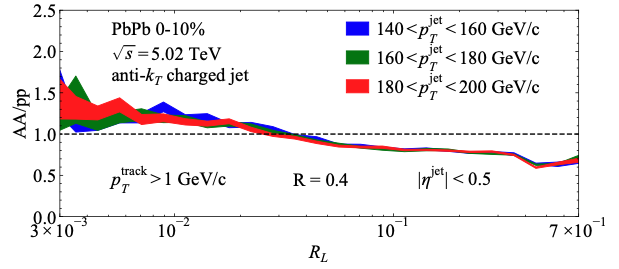 2.5
2.0
1.5
1.0
0.5
0.0
AA/pp
PbPb 0-10%
√s = 5.02 TeV
anti-k_T charged jet
140 < p_T^jet < 160 GeV/c
160 < p_T^jet < 180 GeV/c
180 < p_T^jet < 200 GeV/c
p_T^track > 1 GeV/c
R = 0.4
|η^jet| < 0.5
3×10^−3
10^−2
10^−1
7×10^−1
R_L